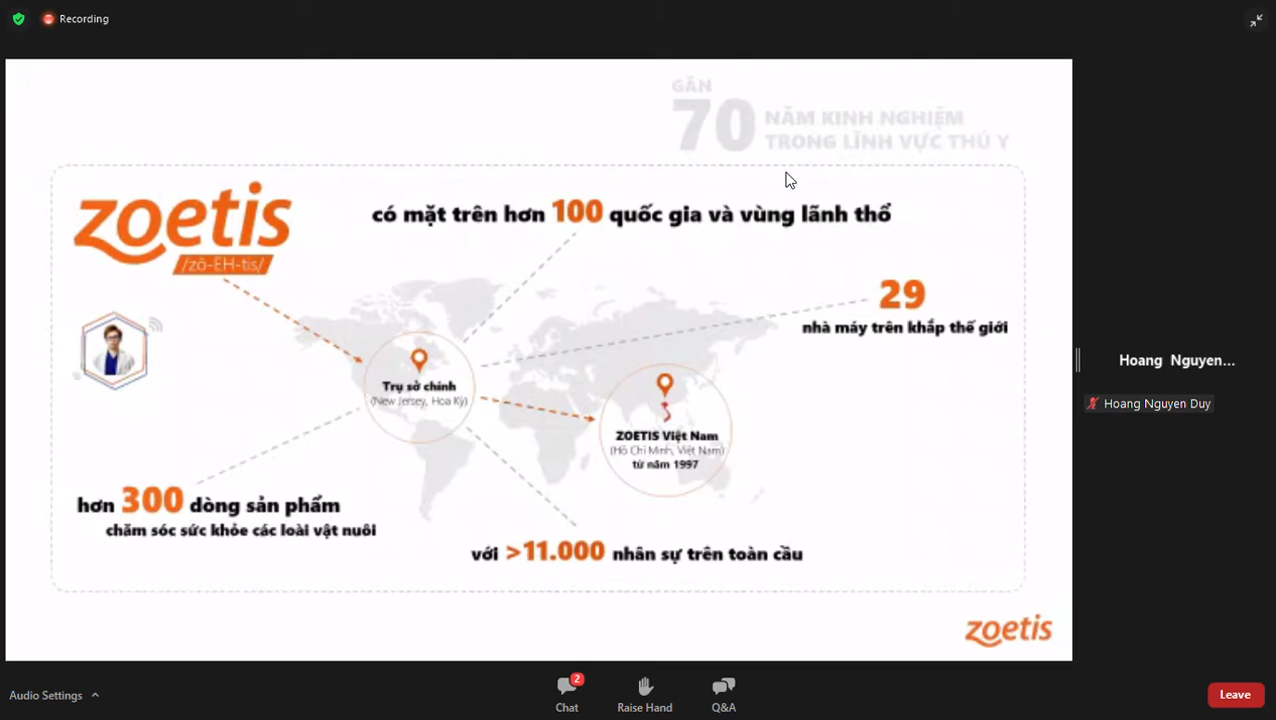 Recording
GẦN
70 NĂM KINH NGHIỆM
TRONG LĨNH VỰC THÚ Y
zoetis
/zō-EH-tis/
có mặt trên hơn 100 quốc gia và vùng lãnh thổ
29
nhà máy trên khắp thế giới
Trụ sở chính
(New Jersey, Hoa Kỳ)
ZOETIS Việt Nam
(Hồ Chí Minh, Việt Nam)
từ năm 1997
hơn 300 dòng sản phẩm
chăm sóc sức khỏe các loài vật nuôi
với >11.000 nhân sự trên toàn cầu
zoetis
Hoang Nguyen...
Hoang Nguyen Duy
Audio Settings
2
Chat
Raise Hand
Q&A
Leave